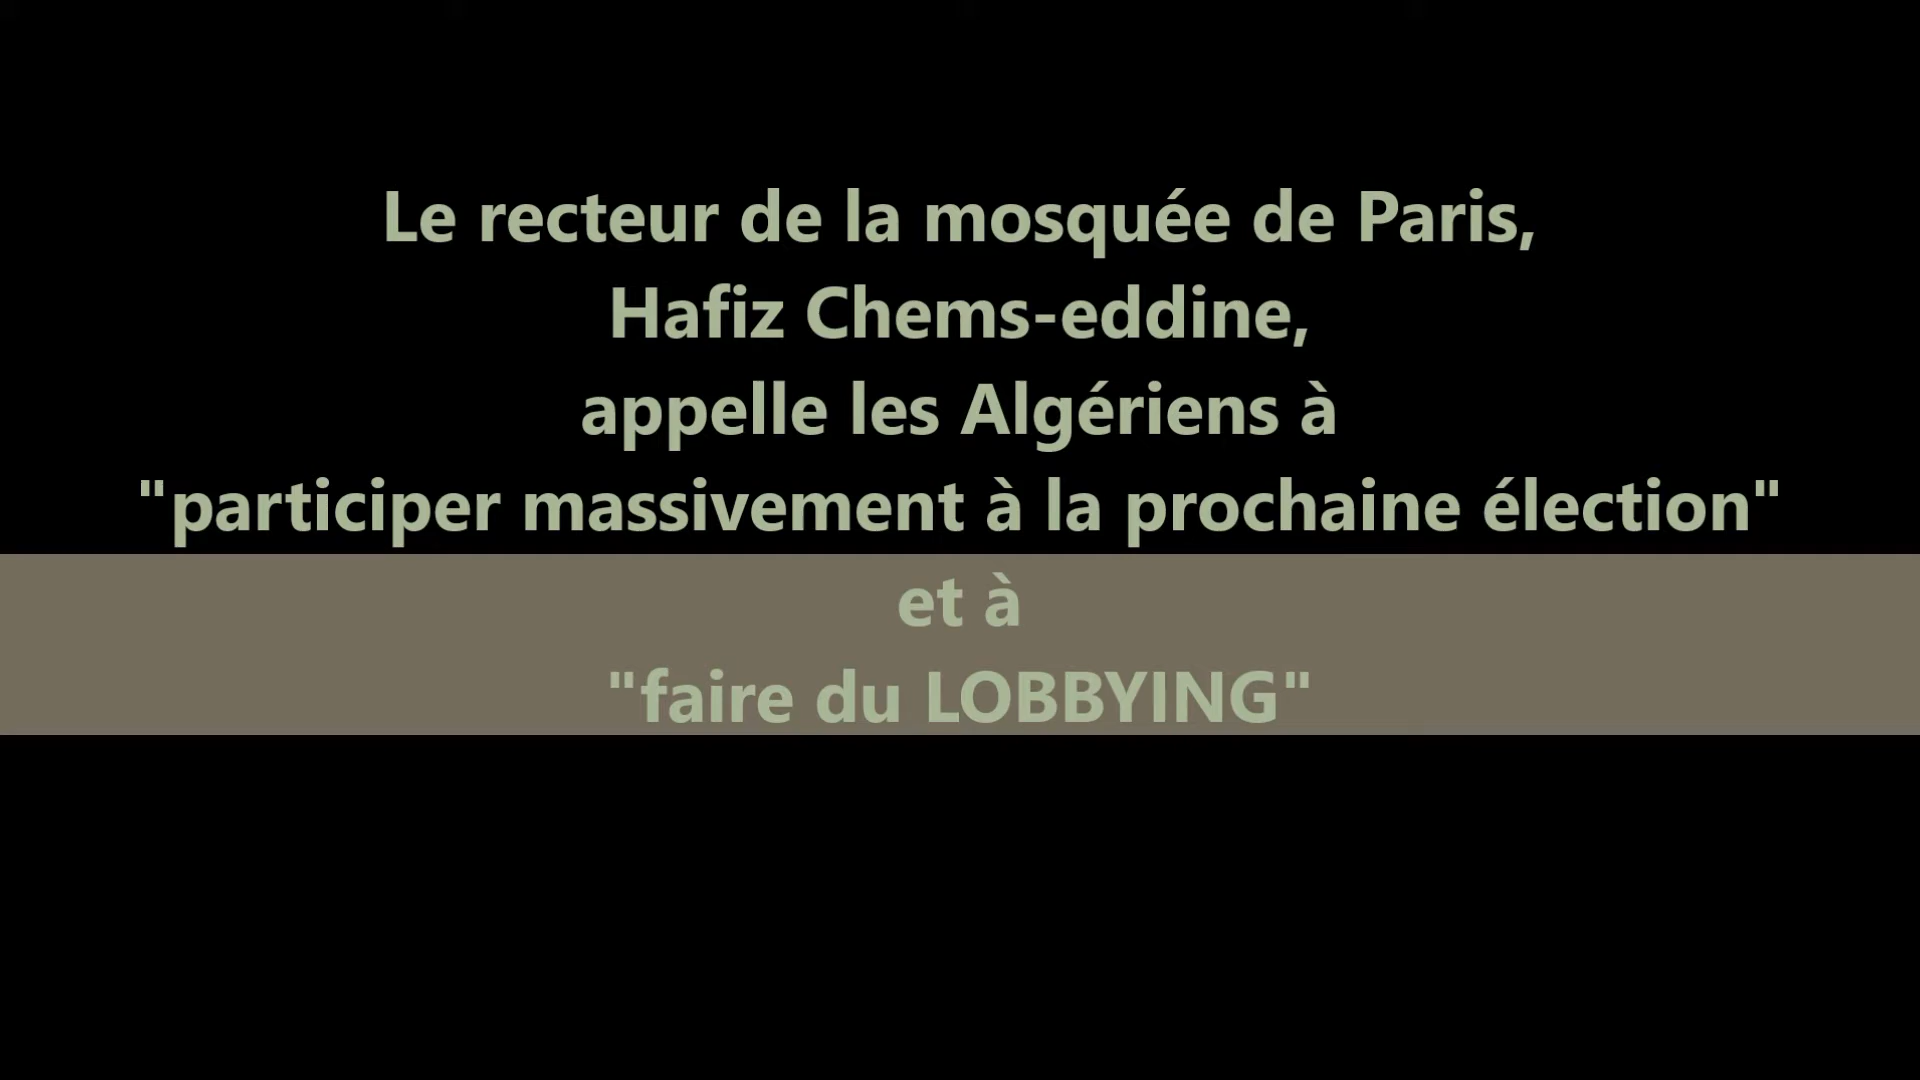 Le recteur de la mosquée de Paris,
Hafiz Chems-eddine,
appelle les Algériens à
"participer massivement à la prochaine élection"
et à
"faire du LOBBYING"